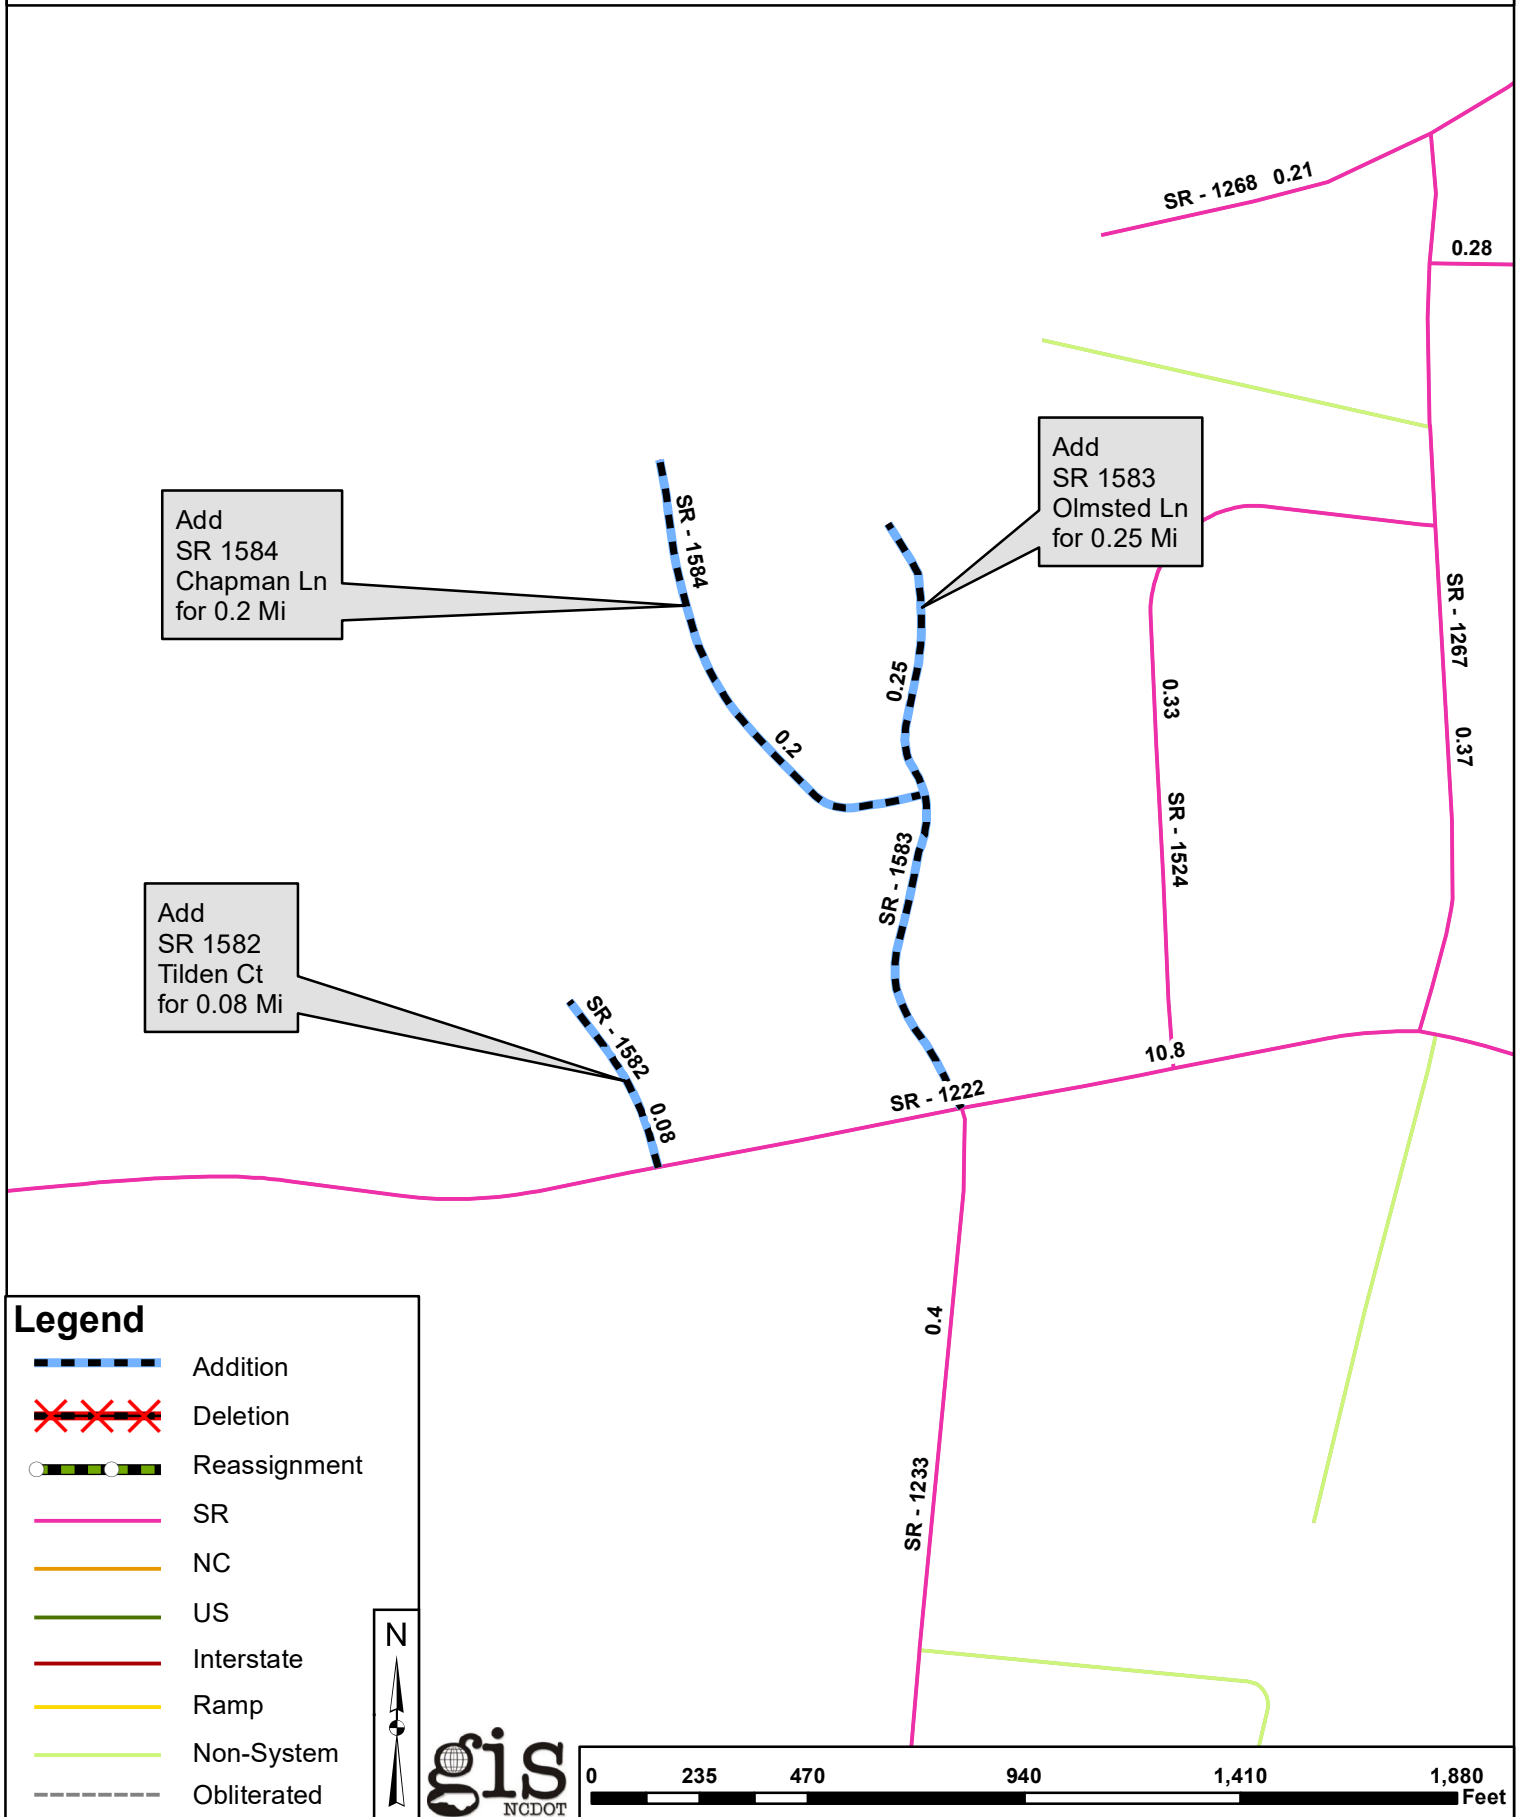 SR - 1268 0.21
0.28
Add
SR 1583
Olmsted Ln
for 0.25 Mi
Add
SR 1584
Chapman Ln
for 0.2 Mi
SR - 1584
0.2
0.25
SR - 1583
0.33
SR - 1524
SR - 1267
0.37
Add
SR 1582
Tilden Ct
for 0.08 Mi
SR - 1582
0.08
10.8
SR - 1222
0.4
SR - 1233
Legend
Addition
Deletion
Reassignment
SR
NC
US
Interstate
Ramp
Non-System
Obliterated
N
gis
NCDOT
0 235 470 940 1,410 1,880
Feet